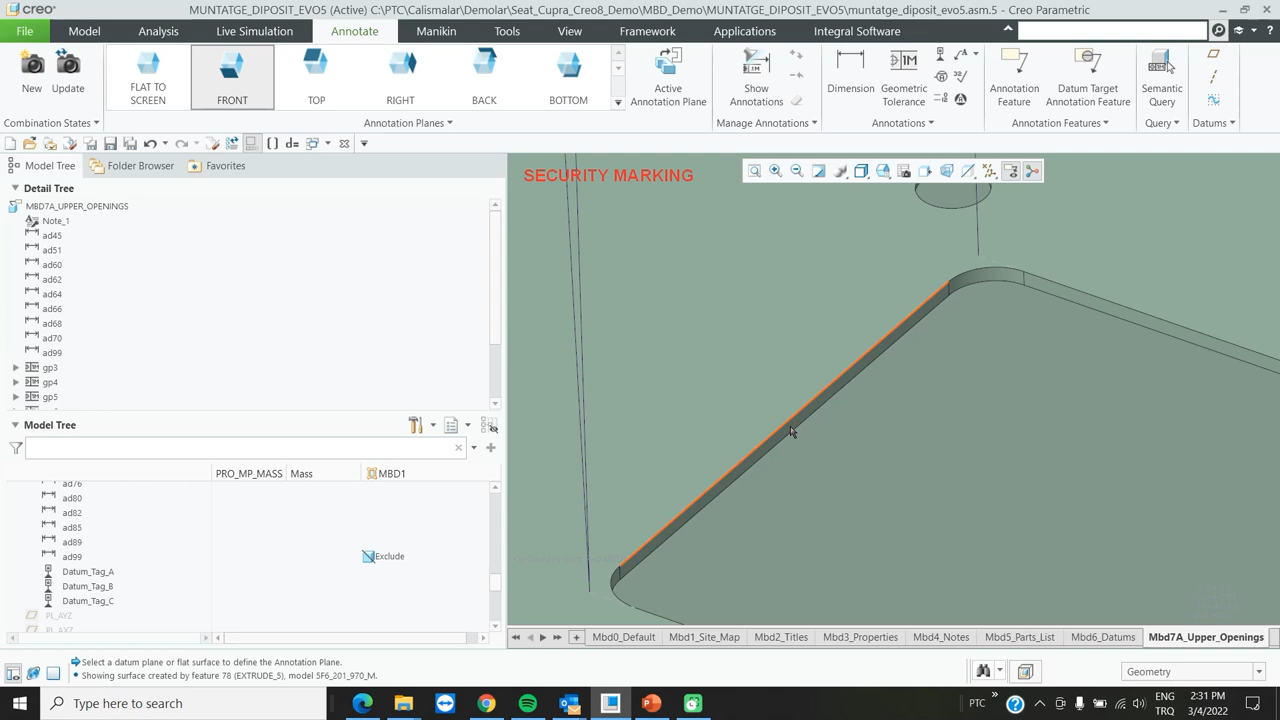 creo MUNTATGE_DIPOSIT_EVO5 (Active) C:\PTC\Calismalar\Demolar\Seat_Cupra_Creo8_Demo\MBD_Demo\MUNTATGE_DIPOSIT_EVO5\muntatge_diposit_evo5.asm.5 - Creo Parametric
File Model Analysis Live Simulation Annotate Manikin Tools View Framework Applications Integral Software
New Update FLAT TO SCREEN FRONT TOP RIGHT BACK BOTTOM Active Annotation Plane Show Annotations Dimension Geometric Tolerance Annotation Feature Datum Target Annotation Feature Semantic Query
Combination States Annotation Planes Manage Annotations Annotations Annotation Features Query Datums
Model Tree Folder Browser Favorites
SECURITY MARKING
Detail Tree
MBD7A_UPPER_OPENINGS
Note_1
ad45
ad51
ad60
ad62
ad64
ad66
ad68
ad70
ad99
gp3
gp4
gp5
Model Tree
PRO_MP_MASS Mass MBD1
ad76
ad80
ad82
ad85
ad89
ad99 Exclude
Datum_Tag_A
Datum_Tag_B
Datum_Tag_C
PL_AYZ
Mbd0_Default Mbd1_Site_Map Mbd2_Titles Mbd3_Properties Mbd4_Notes Mbd5_Parts_List Mbd6_Datums Mbd7A_Upper_Openings
Select a datum plane or flat surface to define the Annotation Plane.
Showing surface created by feature 78 (EXTRUDE_5)
Geometry
Type here to search
PTC
ENG
TRQ
2:31 PM
3/4/2022